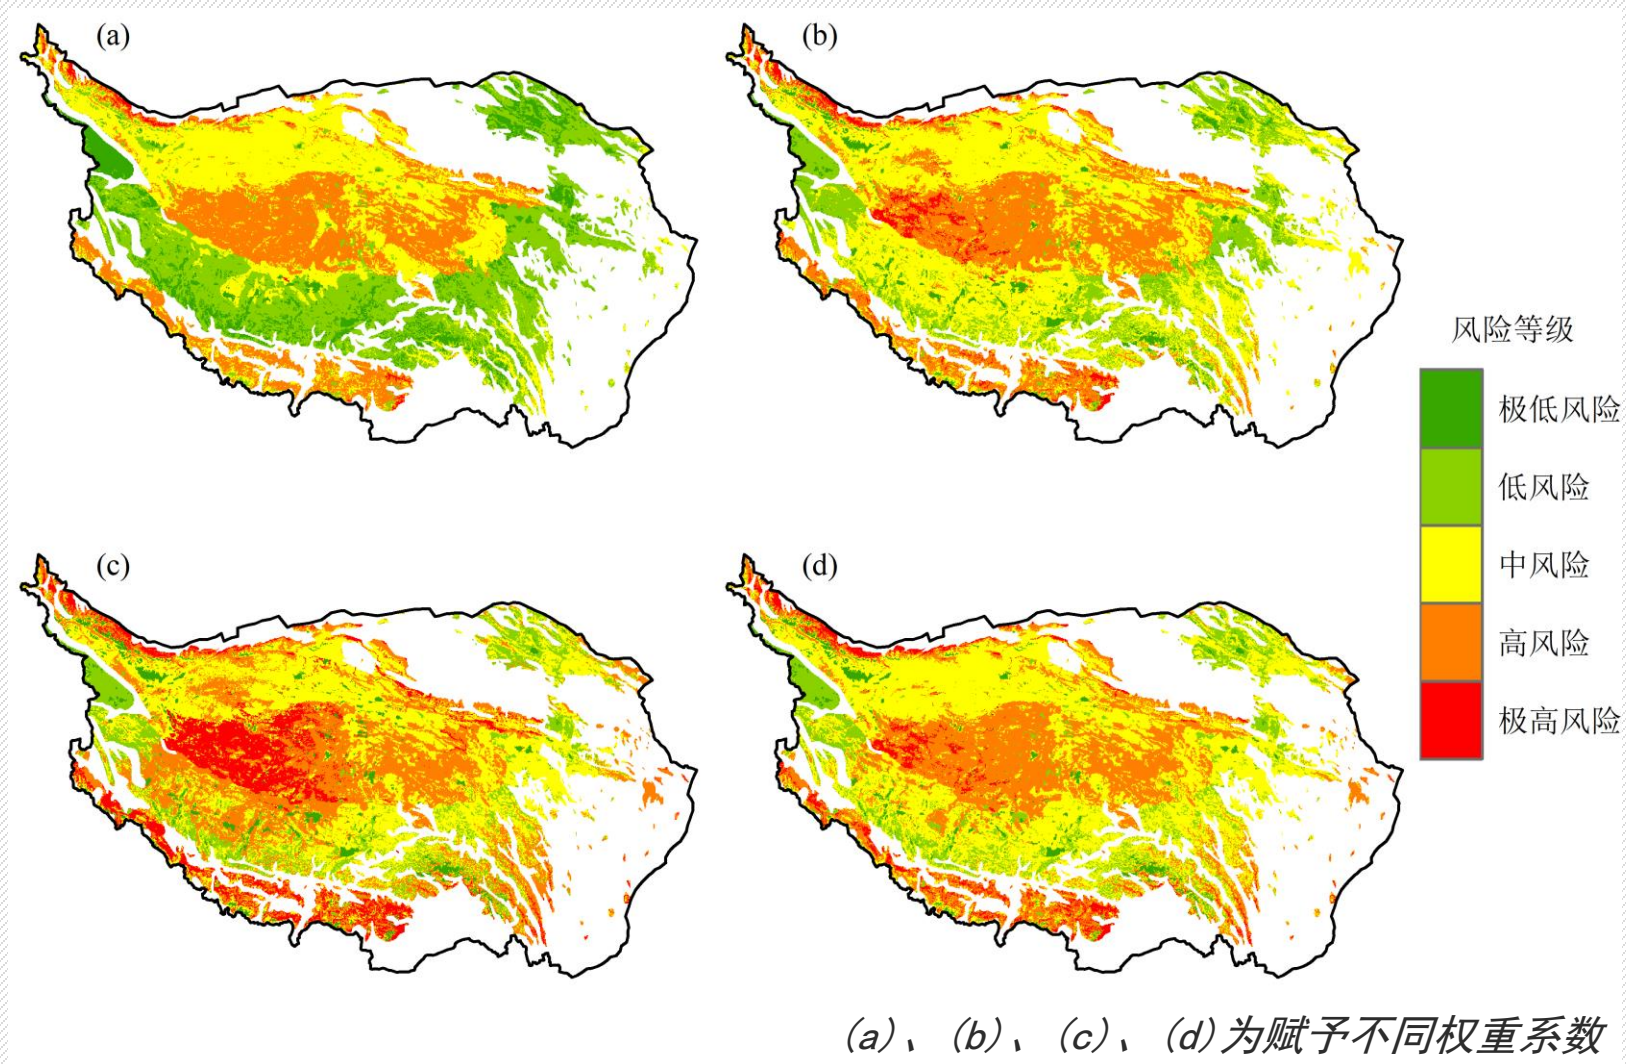 (a)
(b)
(c)
(d)
风险等级
极低风险
低风险
中风险
高风险
极高风险
(a)、(b)、(c)、(d)为赋予不同权重系数